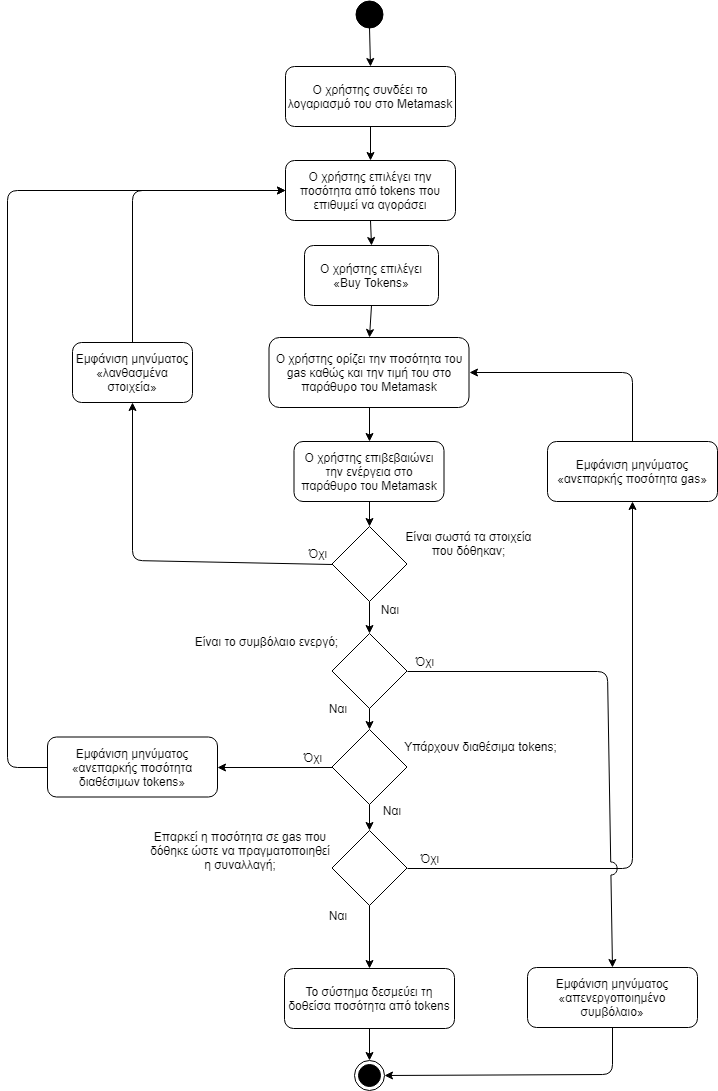 Ο χρήστης συνδέει το
λογαριασμό του στο Metamask
Ο χρήστης επιλέγει την
ποσότητα από tokens που
επιθυμεί να αγοράσει
Ο χρήστης επιλέγει
«Buy Tokens»
Εμφάνιση μηνύματος
«λανθασμένα
στοιχεία»
Ο χρήστης ορίζει την ποσότητα του
gas καθώς και την τιμή του στο
παράθυρο του Metamask
Ο χρήστης επιβεβαιώνει
την ενέργεια στο
παράθυρο του Metamask
Εμφάνιση μηνύματος
«ανεπαρκής ποσότητα gas»
Είναι σωστά τα στοιχεία
που δόθηκαν;
Όχι
Ναι
Είναι το συμβόλαιο ενεργό;
Όχι
Ναι
Υπάρχουν διαθέσιμα tokens;
Όχι
Εμφάνιση μηνύματος
«ανεπαρκής ποσότητα
διαθέσιμων tokens»
Ναι
Επαρκεί η ποσότητα σε gas που
δόθηκε ώστε να πραγματοποιηθεί
η συναλλαγή;
Όχι
Ναι
Το σύστημα δεσμεύει τη
δοθείσα ποσότητα από tokens
Εμφάνιση μηνύματος
«απενεργοποιημένο
συμβόλαιο»